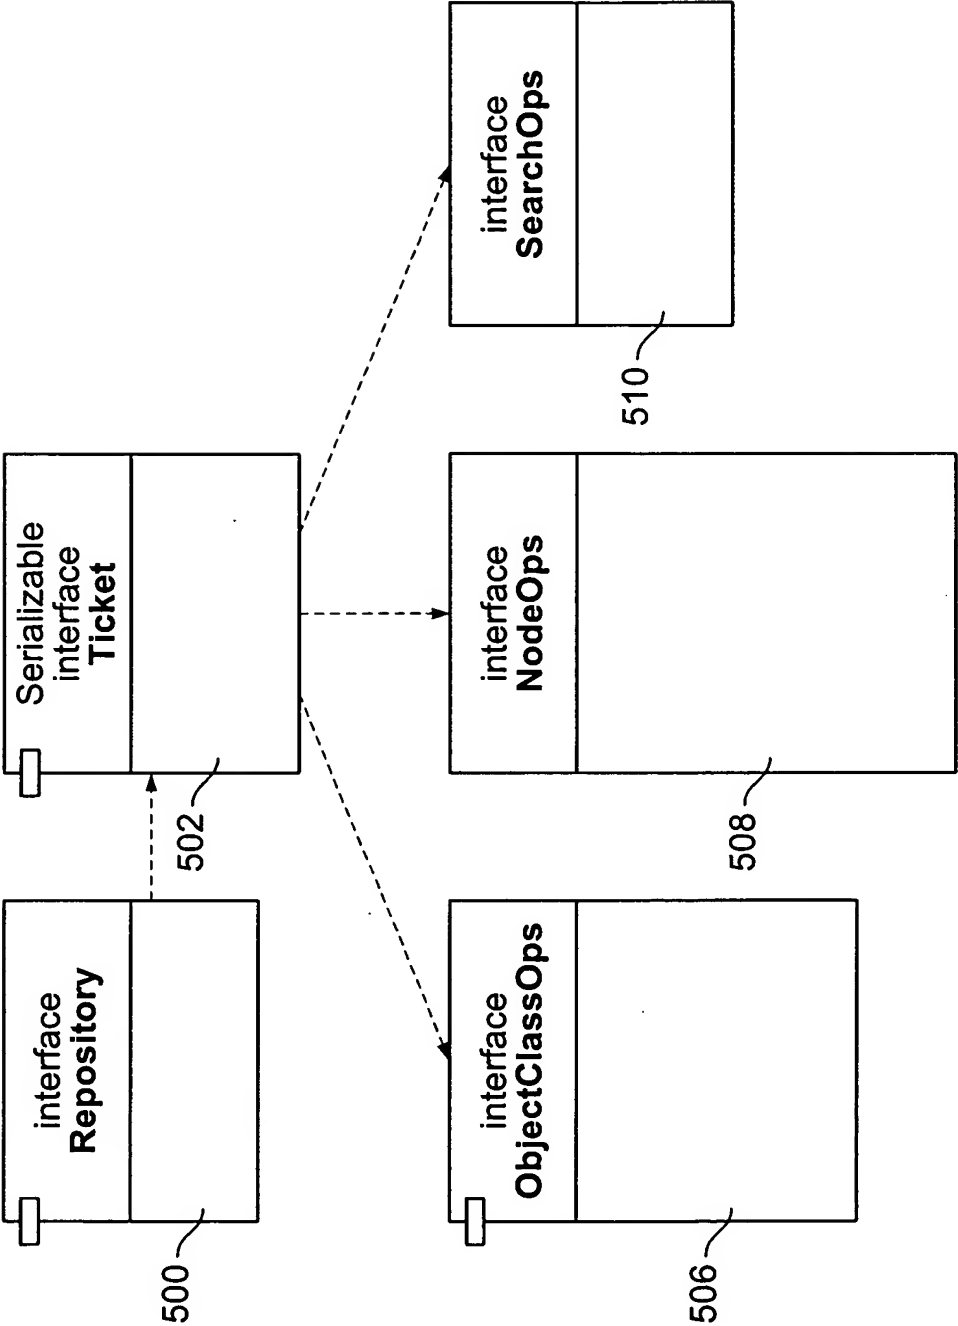 interface
Repository
500
Serializable
interface
Ticket
502
interface
ObjectClassOps
506
interface
NodeOps
508
interface
SearchOps
510